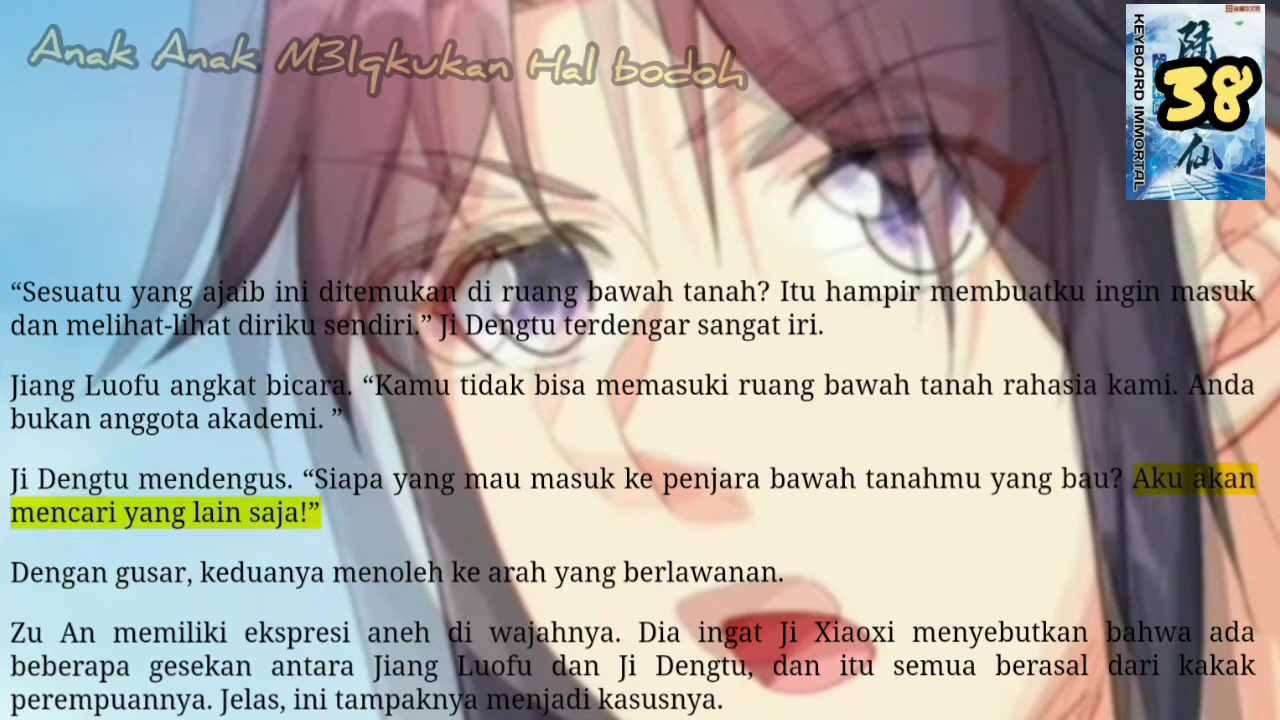 Anak Anak M3lqkukan Hal bodoh
KEYBOARD IMMORTAL
38
仙
“Sesuatu yang ajaib ini ditemukan di ruang bawah tanah? Itu hampir membuatku ingin masuk
dan melihat-lihat diriku sendiri.” Ji Dengtu terdengar sangat iri.
Jiang Luofu angkat bicara. “Kamu tidak bisa memasuki ruang bawah tanah rahasia kami. Anda
bukan anggota akademi. ”
Ji Dengtu mendengus. “Siapa yang mau masuk ke penjara bawah tanahmu yang bau? Aku akan
mencari yang lain saja!”
Dengan gusar, keduanya menoleh ke arah yang berlawanan.
Zu An memiliki ekspresi aneh di wajahnya. Dia ingat Ji Xiaoxi menyebutkan bahwa ada
beberapa gesekan antara Jiang Luofu dan Ji Dengtu, dan itu semua berasal dari kakak
perempuannya. Jelas, ini tampaknya menjadi kasusnya.